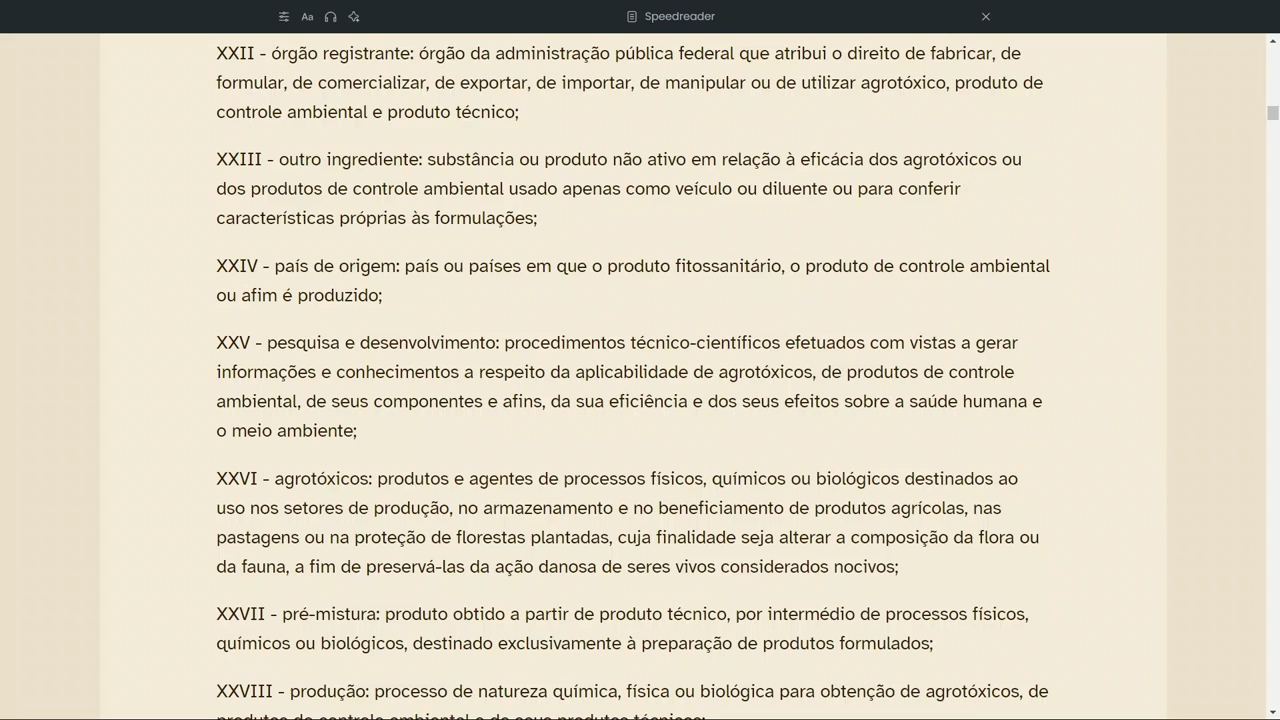 Aa
Speedreader
XXII - órgão registrante: órgão da administração pública federal que atribui o direito de fabricar, de
formular, de comercializar, de exportar, de importar, de manipular ou de utilizar agrotóxico, produto de
controle ambiental e produto técnico;
XXIII - outro ingrediente: substância ou produto não ativo em relação à eficácia dos agrotóxicos ou
dos produtos de controle ambiental usado apenas como veículo ou diluente ou para conferir
características próprias às formulações;
XXIV - país de origem: país ou países em que o produto fitossanitário, o produto de controle ambiental
ou afim é produzido;
XXV - pesquisa e desenvolvimento: procedimentos técnico-científicos efetuados com vistas a gerar
informações e conhecimentos a respeito da aplicabilidade de agrotóxicos, de produtos de controle
ambiental, de seus componentes e afins, da sua eficiência e dos seus efeitos sobre a saúde humana e
o meio ambiente;
XXVI - agrotóxicos: produtos e agentes de processos físicos, químicos ou biológicos destinados ao
uso nos setores de produção, no armazenamento e no beneficiamento de produtos agrícolas, nas
pastagens ou na proteção de florestas plantadas, cuja finalidade seja alterar a composição da flora ou
da fauna, a fim de preservá-las da ação danosa de seres vivos considerados nocivos;
XXVII - pré-mistura: produto obtido a partir de produto técnico, por intermédio de processos físicos,
químicos ou biológicos, destinado exclusivamente à preparação de produtos formulados;
XXVIII - produção: processo de natureza química, física ou biológica para obtenção de agrotóxicos, de
produtos de controle ambiental e de seus produtos técnicos;